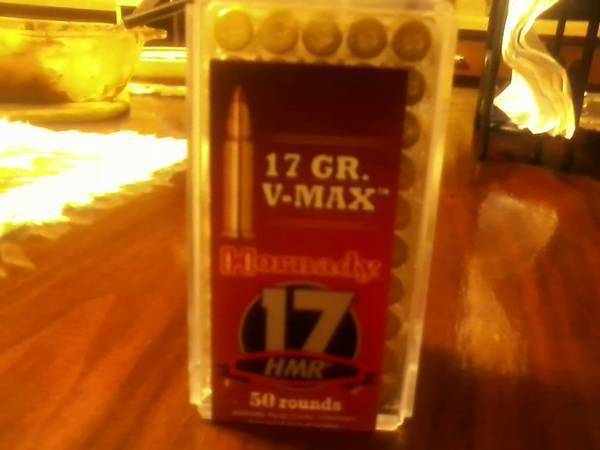 17 GR.
V-MAX™
Hornady
17
HMR
50 rounds